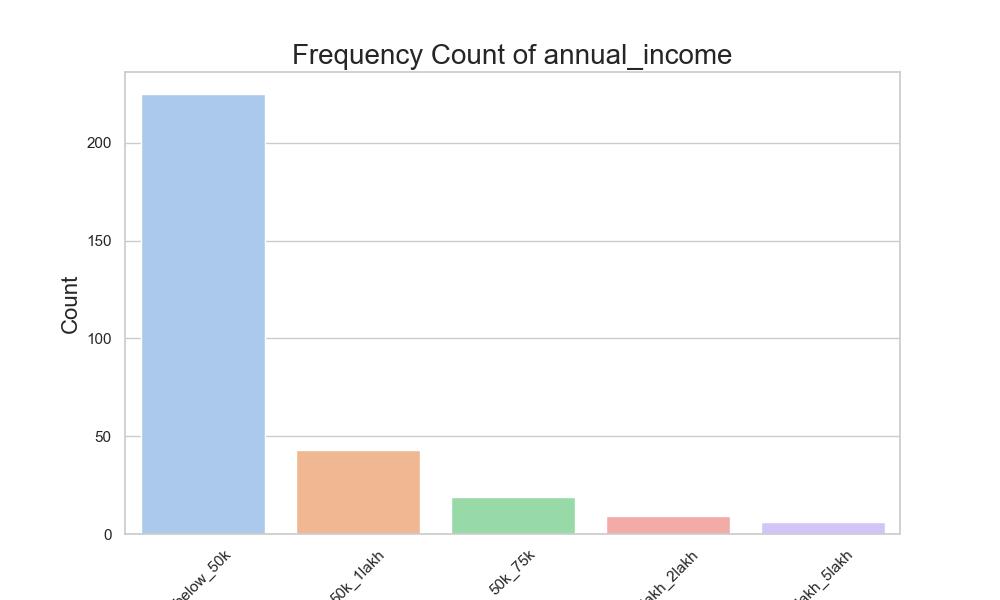 Frequency Count of annual_income
Count
200
150
100
50
0
below_50k
50k_1lakh
50k_75k
lakh_2lakh
lakh_5lakh